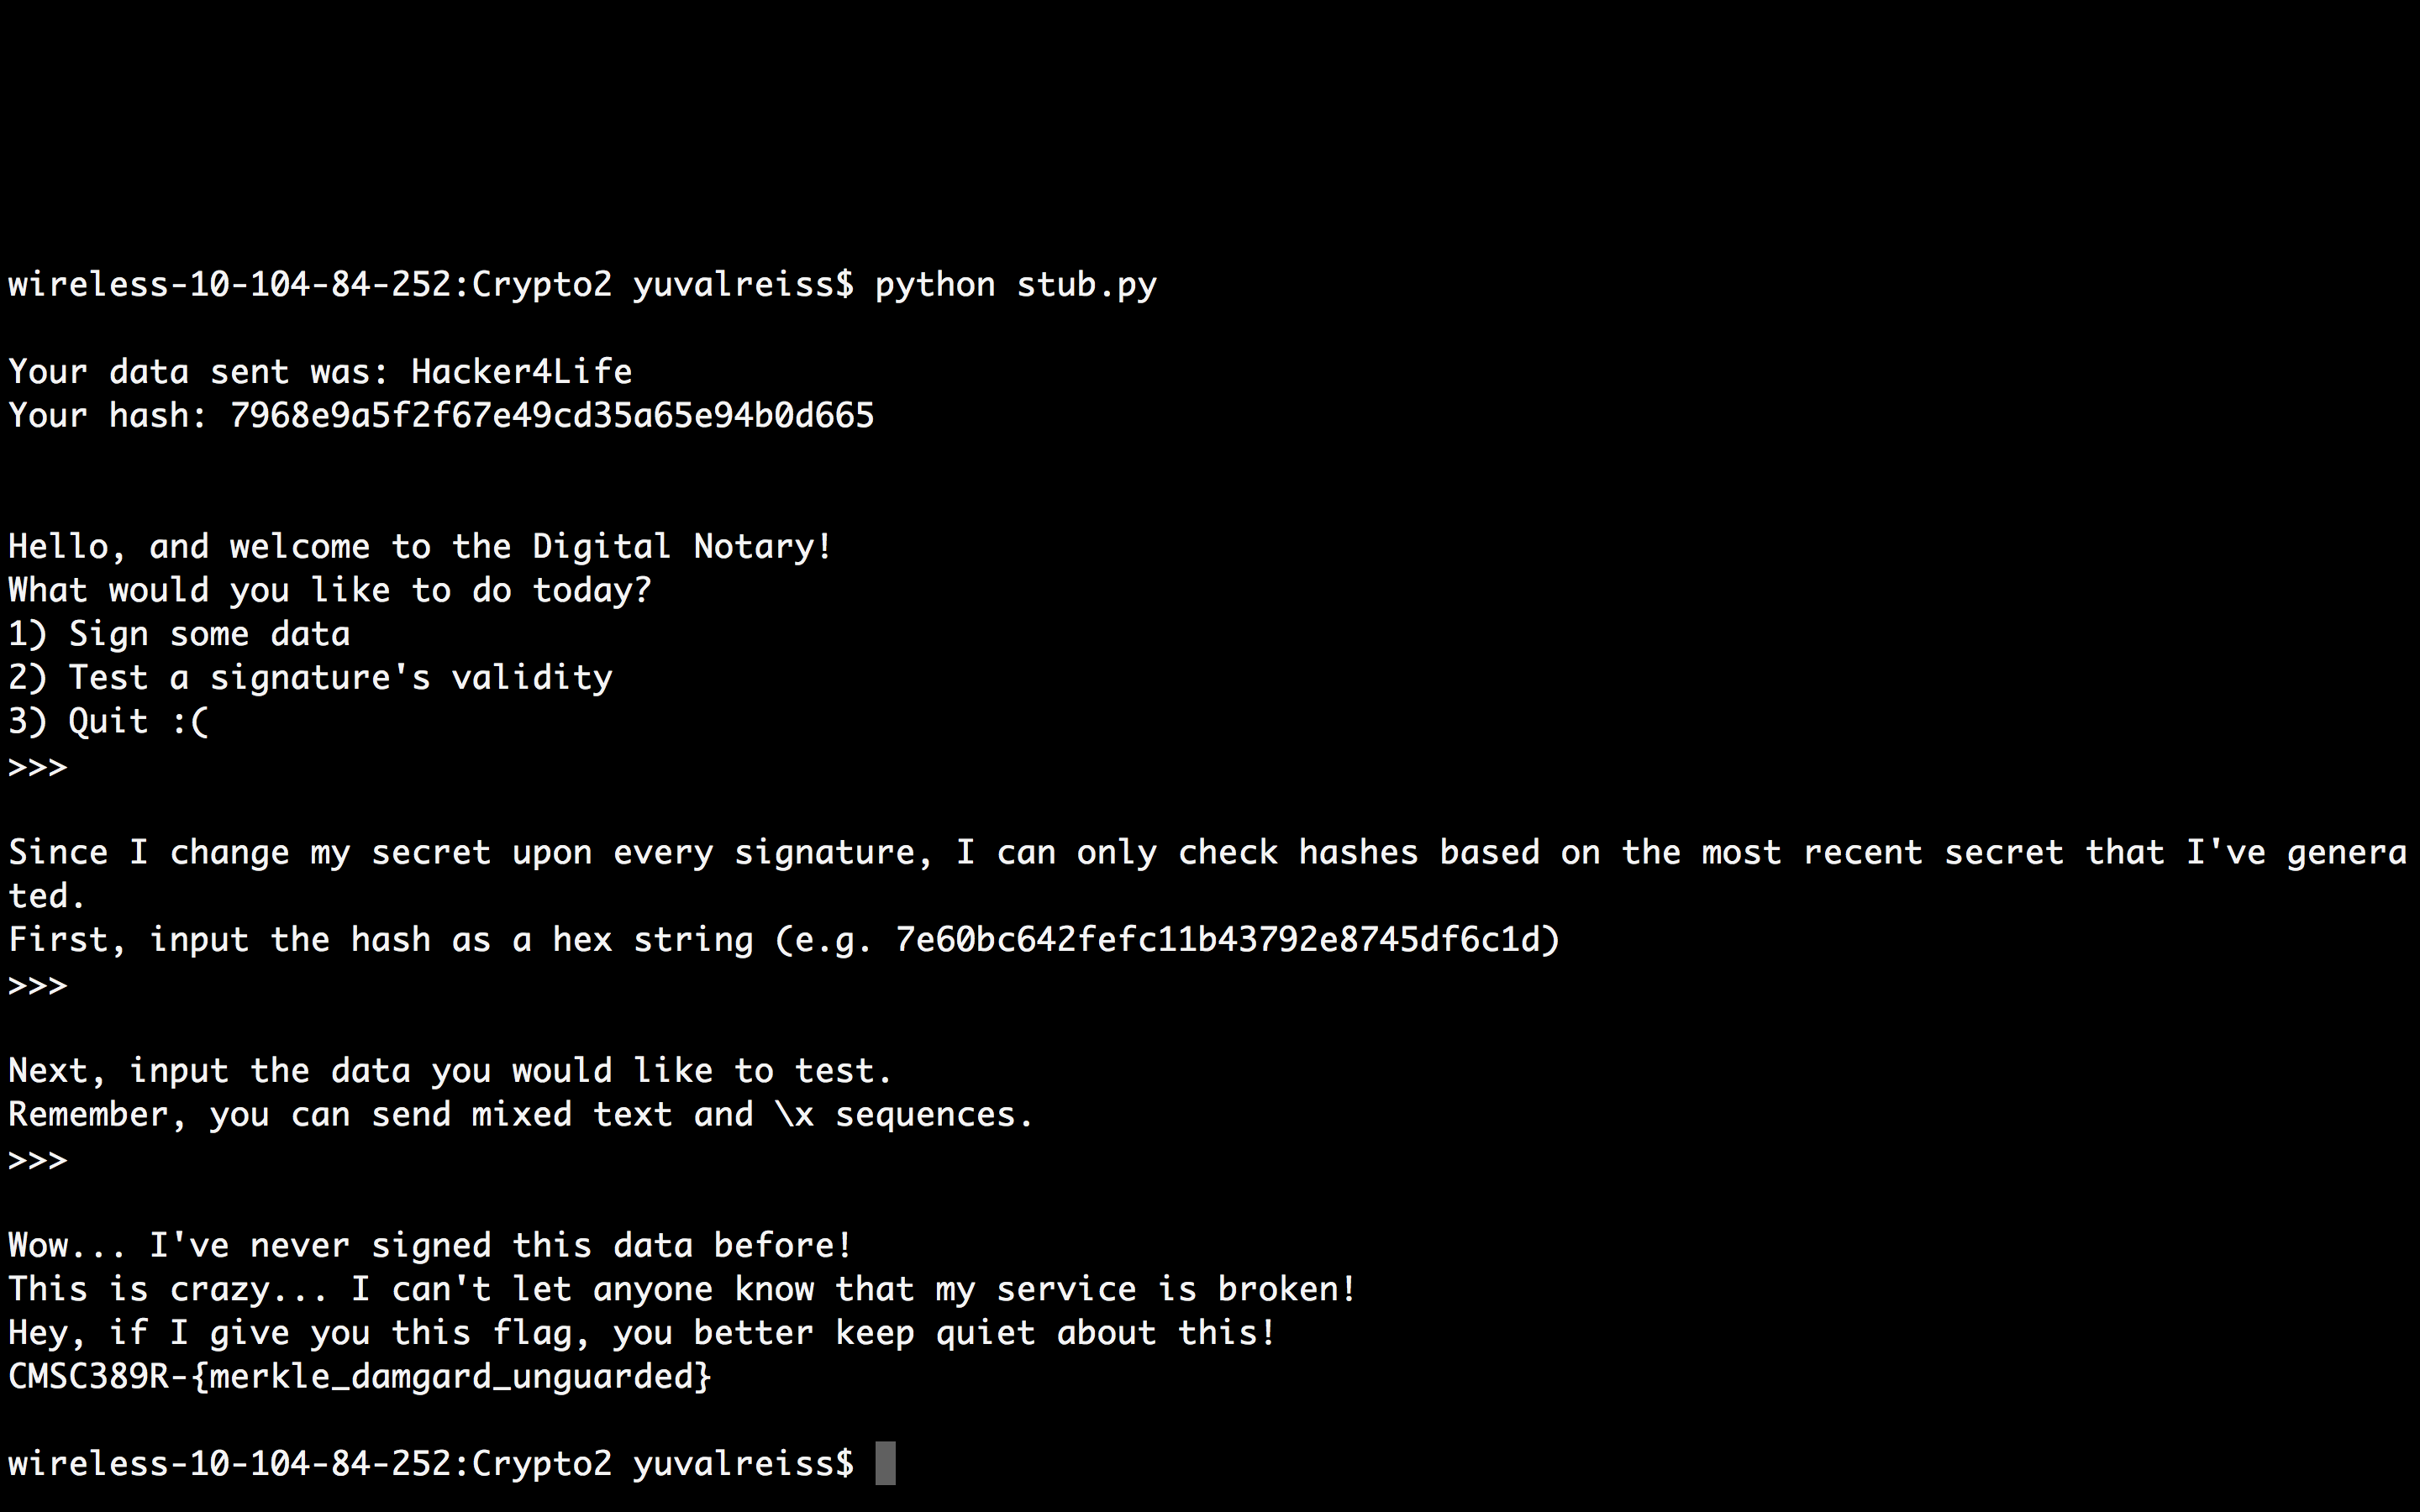 wireless-10-104-84-252:Crypto2 yuvalreiss$ python stub.py
Your data sent was: Hacker4Life
Your hash: 7968e9a5f2f67e49cd35a65e94b0d665
Hello, and welcome to the Digital Notary!
What would you like to do today?
1) Sign some data
2) Test a signature's validity
3) Quit :(
>>>
Since I change my secret upon every signature, I can only check hashes based on the most recent secret that I've genera
ted.
First, input the hash as a hex string (e.g. 7e60bc642fefc11b43792e8745df6c1d)
>>>
Next, input the data you would like to test.
Remember, you can send mixed text and \x sequences.
>>>
Wow... I've never signed this data before!
This is crazy... I can't let anyone know that my service is broken!
Hey, if I give you this flag, you better keep quiet about this!
CMSC389R-{merkle_damgard_unguarded}
wireless-10-104-84-252:Crypto2 yuvalreiss$